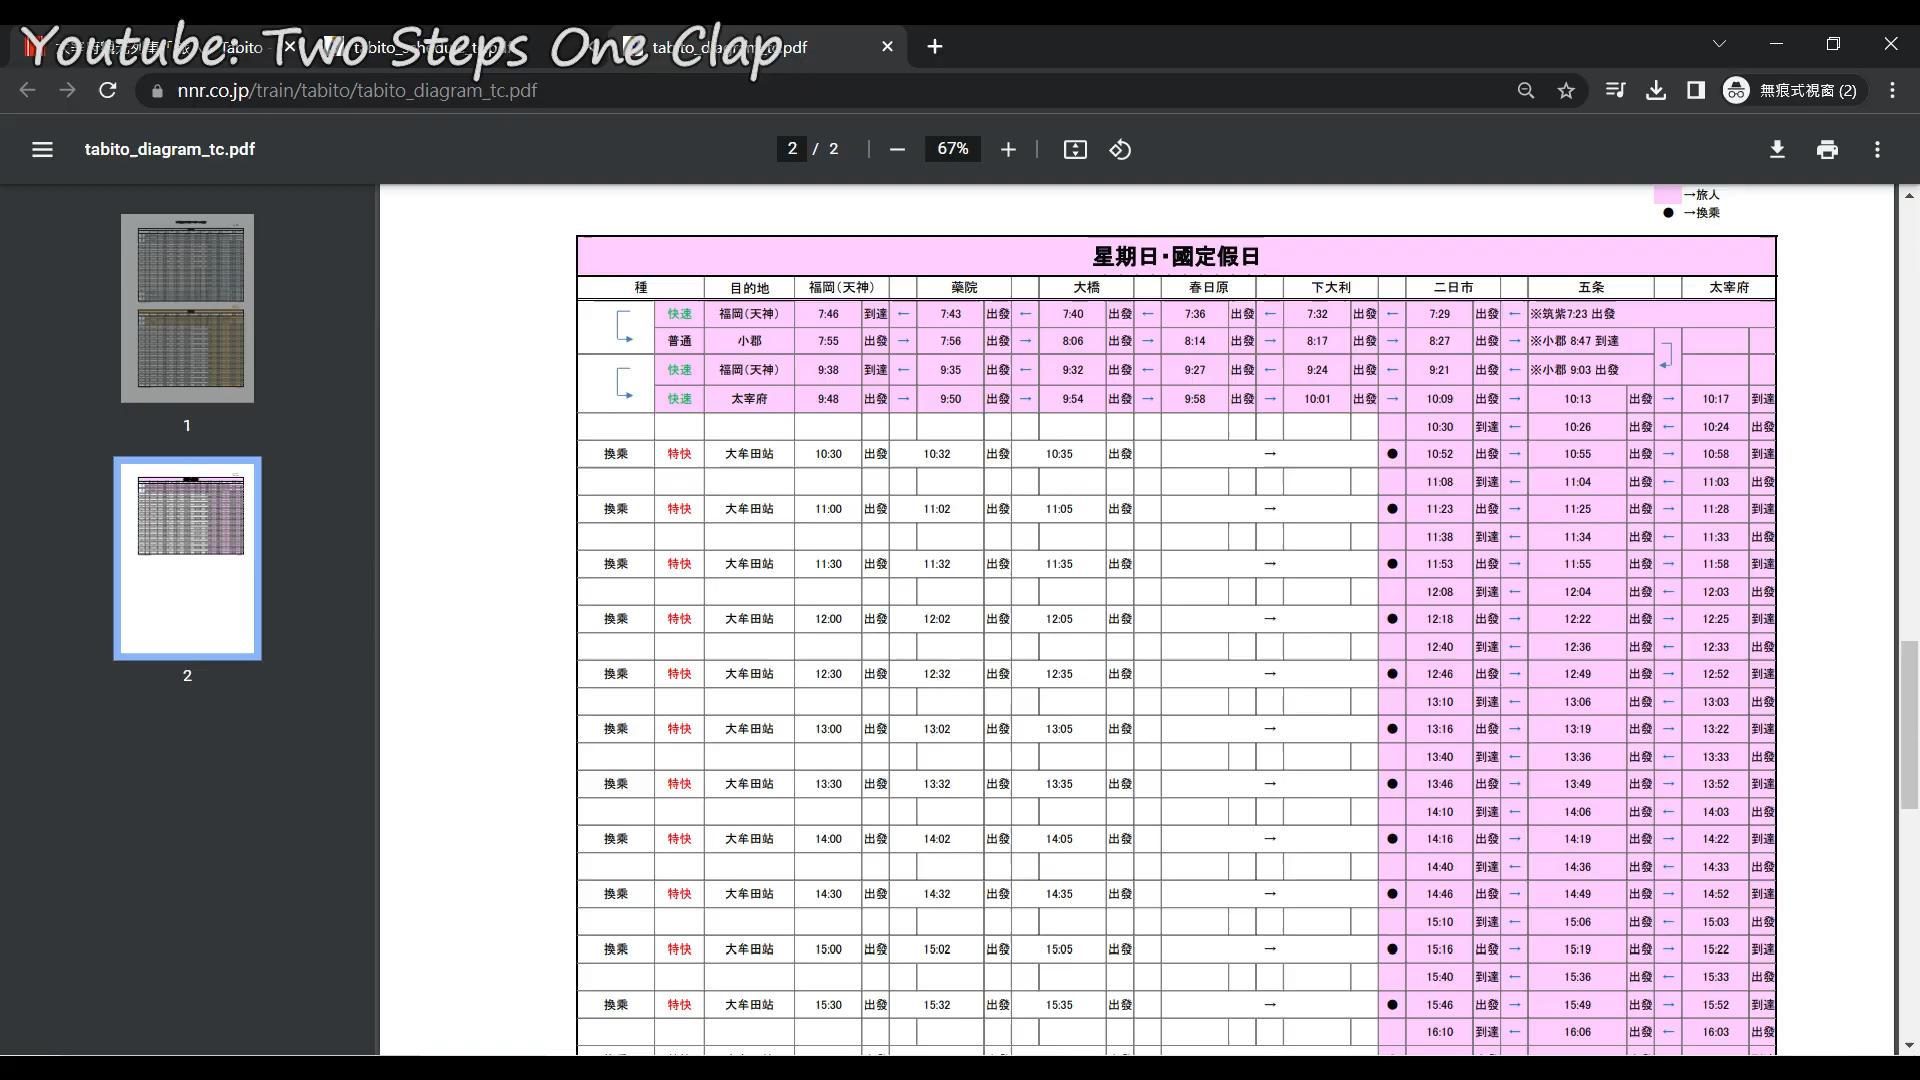 Youtube: Two Steps One Clap
Tabito
tabito_diagram_tc.pdf
nnr.co.jp/train/tabito/tabito_diagram_tc.pdf
無痕式視窗 (2)
tabito_diagram_tc.pdf
2 / 2
67%
1
2
→旅人
● →換乘
星期日・國定假日
種 目的地 福岡(天神) 藥院 大橋 春日原 下大利 二日市 五条 太宰府
快速 福岡(天神) 7:46 到達 ← 7:43 出發 ← 7:40 出發 ← 7:36 出發 ← 7:32 出發 ← 7:29 出發 ← ※筑紫7:23 出發
普通 小郡 7:55 出發 → 7:56 出發 → 8:06 出發 → 8:14 出發 → 8:17 出發 → 8:27 出發 → ※小郡 8:47 到達
快速 福岡(天神) 9:38 到達 ← 9:35 出發 ← 9:32 出發 ← 9:27 出發 ← 9:24 出發 ← 9:21 出發 ← ※小郡 9:03 出發
快速 太宰府 9:48 出發 → 9:50 出發 → 9:54 出發 → 9:58 出發 → 10:01 出發 → 10:09 出發 → 10:13 出發 → 10:17 到達
10:30 到達 ← 10:26 出發 ← 10:24 出發
換乘 特快 大牟田站 10:30 出發 10:32 出發 10:35 出發 → ● 10:52 出發 → 10:55 出發 → 10:58 到達
11:08 到達 ← 11:04 出發 ← 11:03 出發
換乘 特快 大牟田站 11:00 出發 11:02 出發 11:05 出發 → ● 11:23 出發 → 11:25 出發 → 11:28 到達
11:38 到達 ← 11:34 出發 ← 11:33 出發
換乘 特快 大牟田站 11:30 出發 11:32 出發 11:35 出發 → ● 11:53 出發 → 11:55 出發 → 11:58 到達
12:08 到達 ← 12:04 出發 ← 12:03 出發
換乘 特快 大牟田站 12:00 出發 12:02 出發 12:05 出發 → ● 12:18 出發 → 12:22 出發 → 12:25 到達
12:40 到達 ← 12:36 出發 ← 12:33 出發
換乘 特快 大牟田站 12:30 出發 12:32 出發 12:35 出發 → ● 12:46 出發 → 12:49 出發 → 12:52 到達
13:10 到達 ← 13:06 出發 ← 13:03 出發
換乘 特快 大牟田站 13:00 出發 13:02 出發 13:05 出發 → ● 13:16 出發 → 13:19 出發 → 13:22 到達
13:40 到達 ← 13:36 出發 ← 13:33 出發
換乘 特快 大牟田站 13:30 出發 13:32 出發 13:35 出發 → ● 13:46 出發 → 13:49 出發 → 13:52 到達
14:10 到達 ← 14:06 出發 ← 14:03 出發
換乘 特快 大牟田站 14:00 出發 14:02 出發 14:05 出發 → ● 14:16 出發 → 14:19 出發 → 14:22 到達
14:40 到達 ← 14:36 出發 ← 14:33 出發
換乘 特快 大牟田站 14:30 出發 14:32 出發 14:35 出發 → ● 14:46 出發 → 14:49 出發 → 14:52 到達
15:10 到達 ← 15:06 出發 ← 15:03 出發
換乘 特快 大牟田站 15:00 出發 15:02 出發 15:05 出發 → ● 15:16 出發 → 15:19 出發 → 15:22 到達
15:40 到達 ← 15:36 出發 ← 15:33 出發
換乘 特快 大牟田站 15:30 出發 15:32 出發 15:35 出發 → ● 15:46 出發 → 15:49 出發 → 15:52 到達
16:10 到達 ← 16:06 出發 ← 16:03 出發